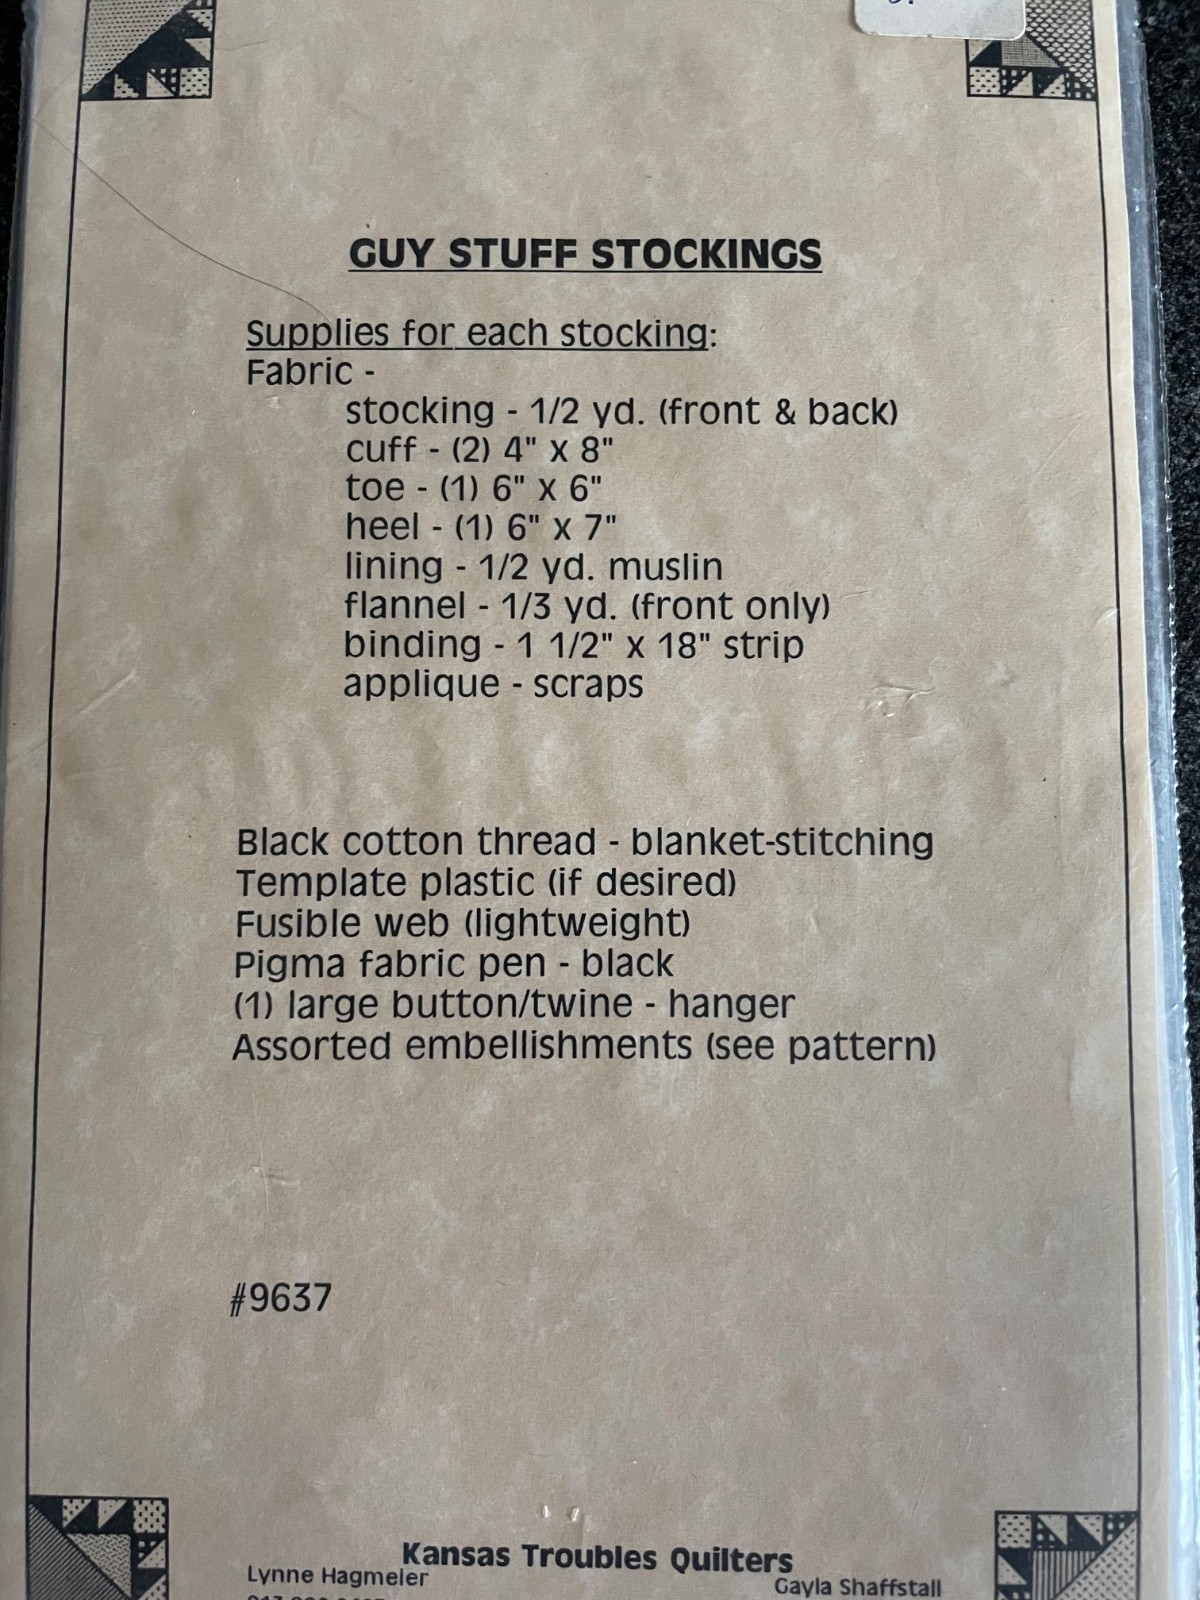 GUY STUFF STOCKINGS
Supplies for each stocking:
Fabric -
stocking - 1/2 yd. (front & back)
cuff - (2) 4" x 8"
toe - (1) 6" x 6"
heel - (1) 6" x 7"
lining - 1/2 yd. muslin
flannel - 1/3 yd. (front only)
binding - 1 1/2" x 18" strip
applique - scraps
Black cotton thread - blanket-stitching
Template plastic (if desired)
Fusible web (lightweight)
Pigma fabric pen - black
(1) large button/twine - hanger
Assorted embellishments (see pattern)
#9637
Kansas Troubles Quilters
Lynne Hagmeier
Gayla Shaffstall